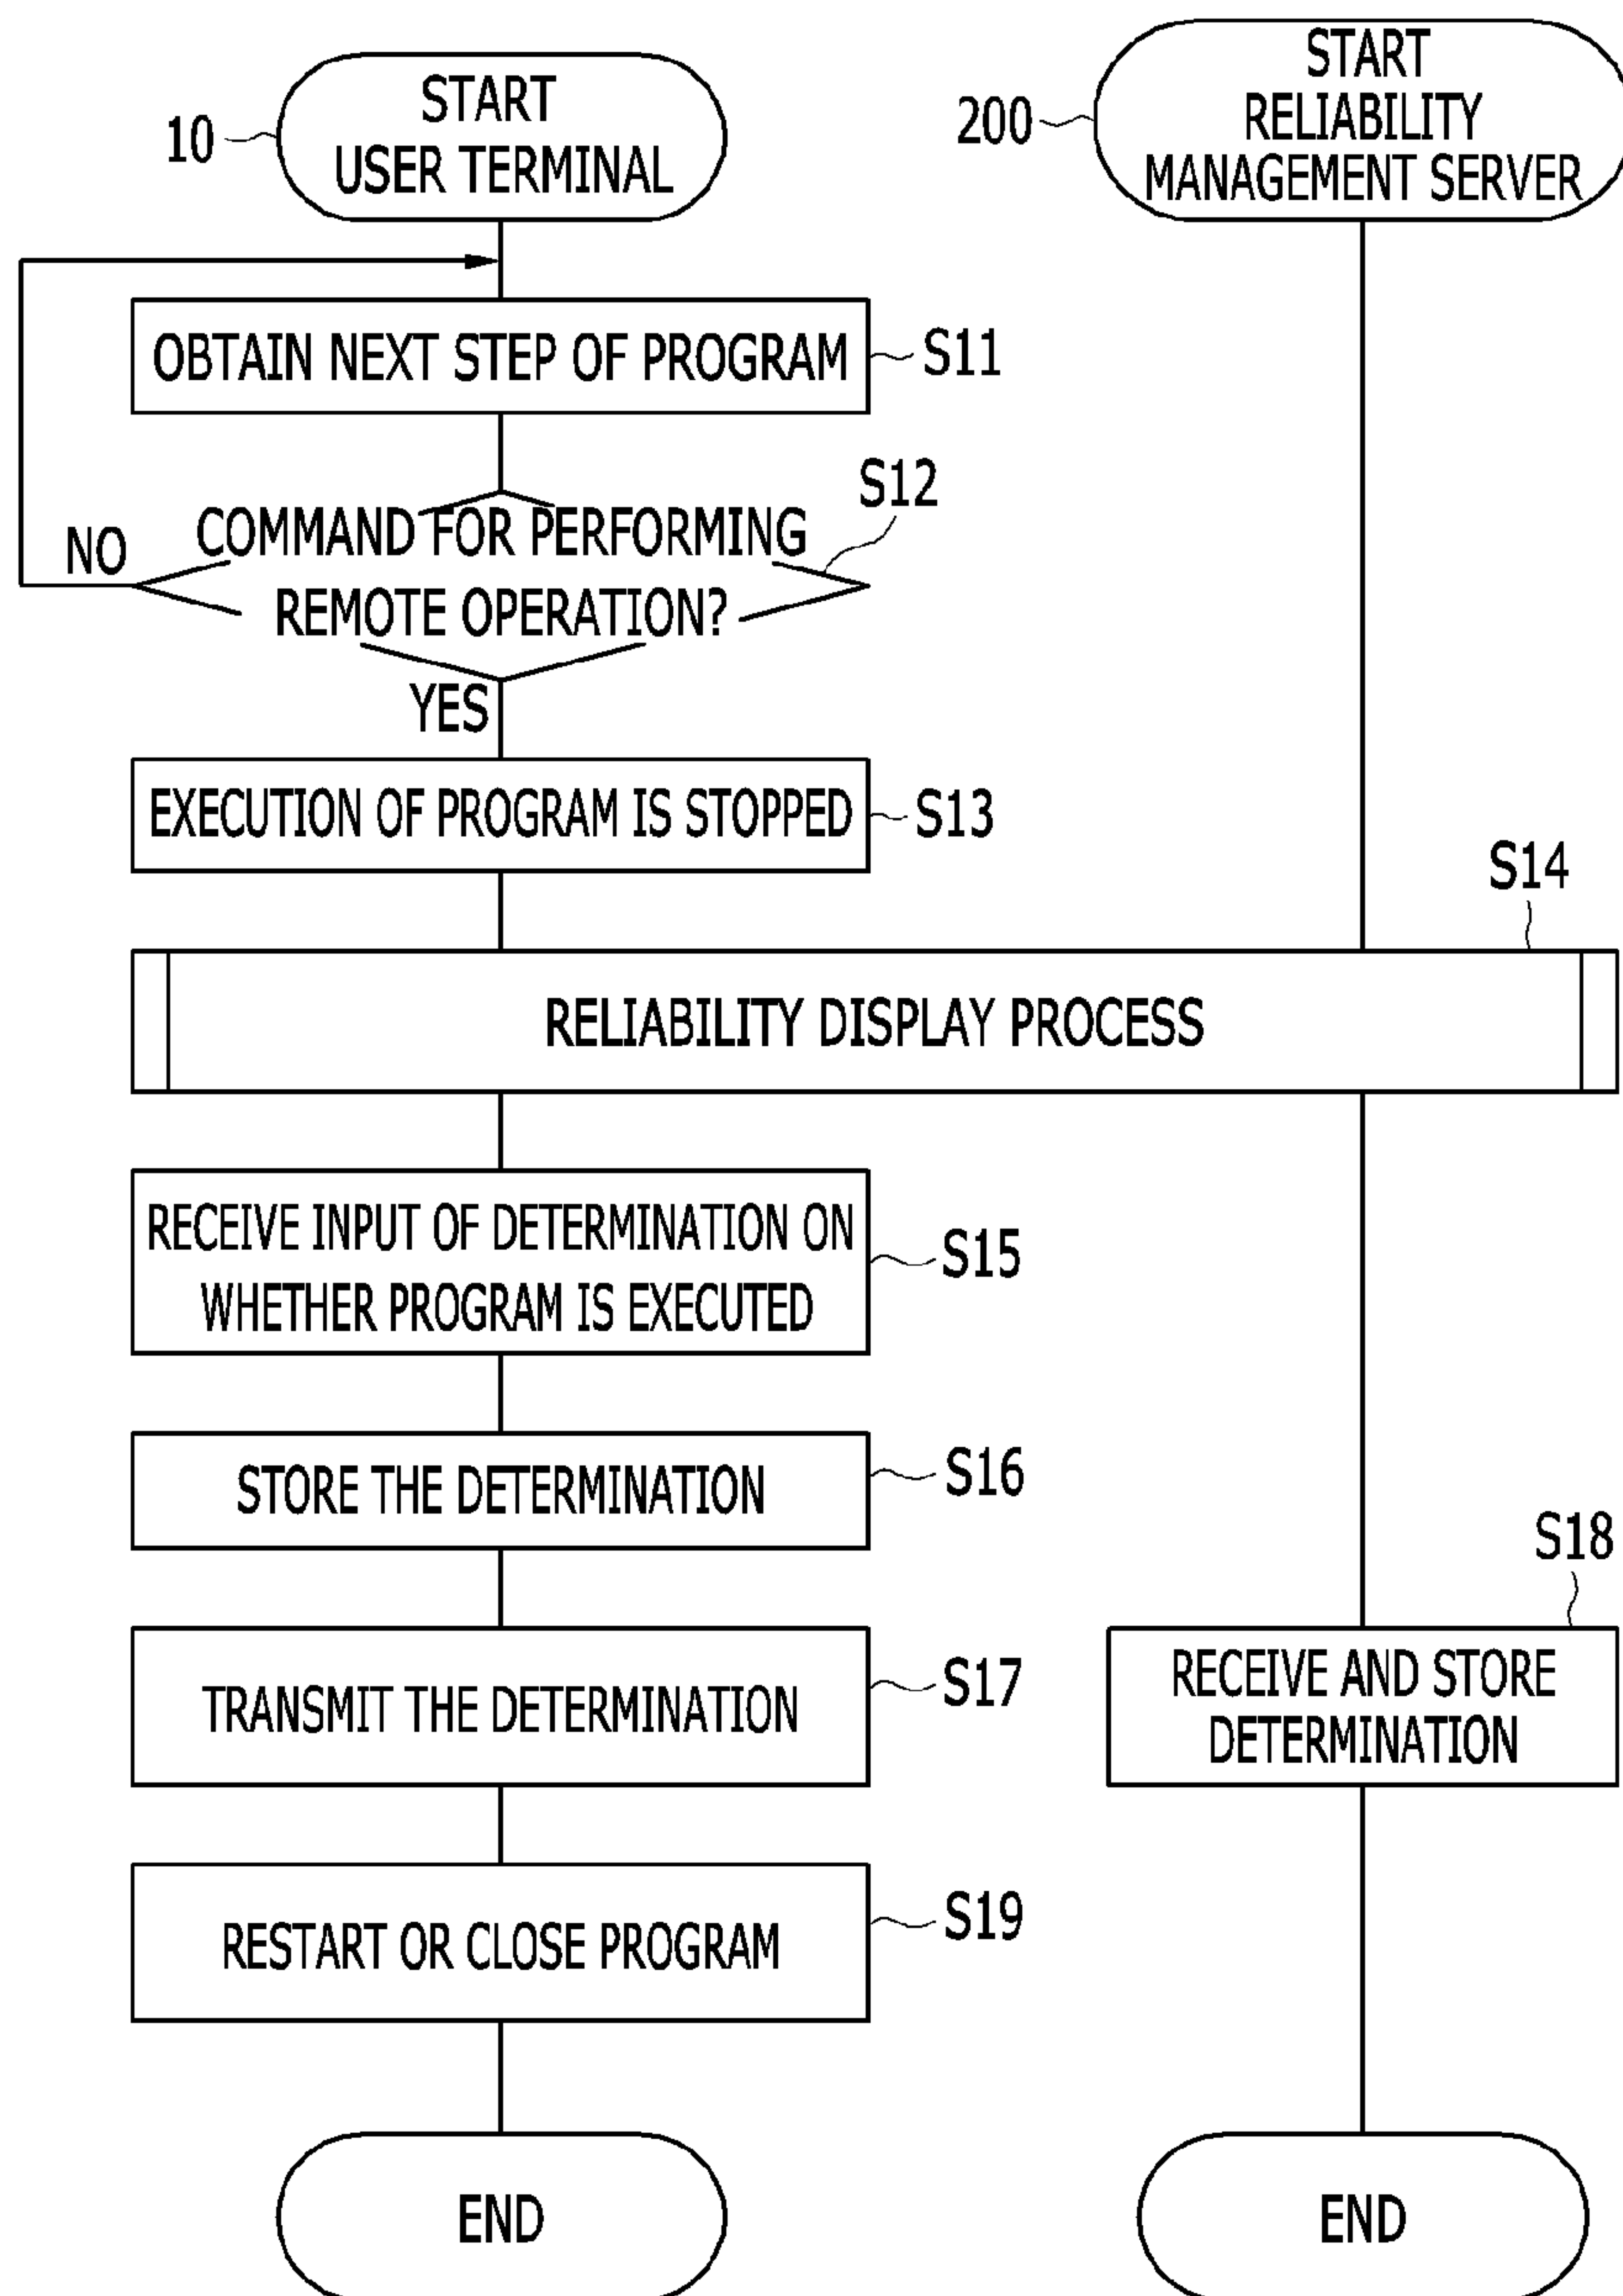 START
USER TERMINAL
10
START
RELIABILITY
MANAGEMENT SERVER
200
OBTAIN NEXT STEP OF PROGRAM
S11
COMMAND FOR PERFORMING
REMOTE OPERATION?
S12
NO
YES
EXECUTION OF PROGRAM IS STOPPED
S13
S14
RELIABILITY DISPLAY PROCESS
RECEIVE INPUT OF DETERMINATION ON
WHETHER PROGRAM IS EXECUTED
S15
STORE THE DETERMINATION
S16
TRANSMIT THE DETERMINATION
S17
S18
RECEIVE AND STORE
DETERMINATION
RESTART OR CLOSE PROGRAM
S19
END
END